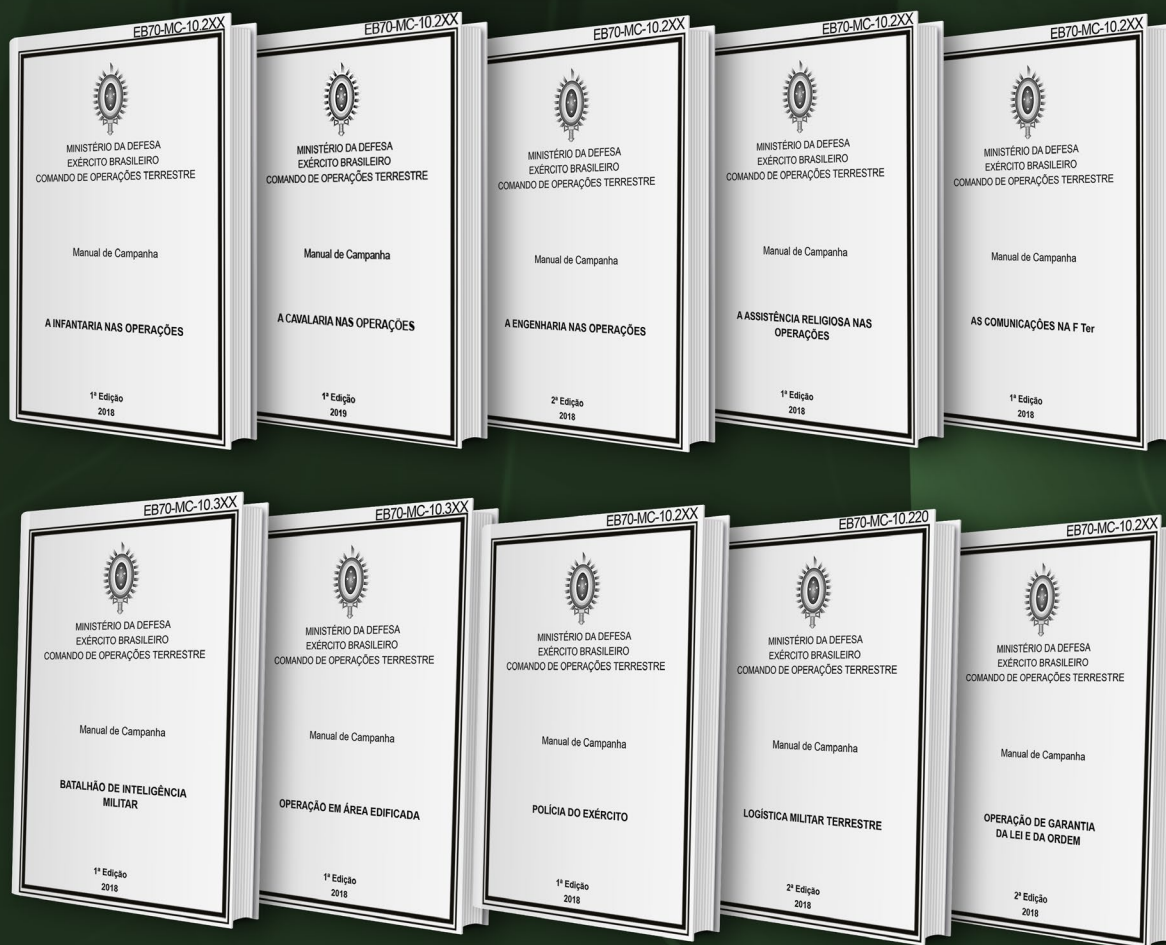 EB70-MC-10.2XX
MINISTÉRIO DA DEFESA
EXÉRCITO BRASILEIRO
COMANDO DE OPERAÇÕES TERRESTRE
Manual de Campanha
A INFANTARIA NAS OPERAÇÕES
1ª Edição
2018
EB70-MC-10.2XX
MINISTÉRIO DA DEFESA
EXÉRCITO BRASILEIRO
COMANDO DE OPERAÇÕES TERRESTRE
Manual de Campanha
A CAVALARIA NAS OPERAÇÕES
1ª Edição
2019
EB70-MC-10.2XX
MINISTÉRIO DA DEFESA
EXÉRCITO BRASILEIRO
COMANDO DE OPERAÇÕES TERRESTRE
Manual de Campanha
A ENGENHARIA NAS OPERAÇÕES
2ª Edição
2018
EB70-MC-10.2XX
MINISTÉRIO DA DEFESA
EXÉRCITO BRASILEIRO
COMANDO DE OPERAÇÕES TERRESTRE
Manual de Campanha
A ASSISTÊNCIA RELIGIOSA NAS
OPERAÇÕES
1ª Edição
2018
EB70-MC-10.2XX
MINISTÉRIO DA DEFESA
EXÉRCITO BRASILEIRO
COMANDO DE OPERAÇÕES TERRESTRE
Manual de Campanha
AS COMUNICAÇÕES NA F Ter
1ª Edição
2018
EB70-MC-10.3XX
MINISTÉRIO DA DEFESA
EXÉRCITO BRASILEIRO
COMANDO DE OPERAÇÕES TERRESTRE
Manual de Campanha
BATALHÃO DE INTELIGÊNCIA
MILITAR
1ª Edição
2018
EB70-MC-10.3XX
MINISTÉRIO DA DEFESA
EXÉRCITO BRASILEIRO
COMANDO DE OPERAÇÕES TERRESTRE
Manual de Campanha
OPERAÇÃO EM ÁREA EDIFICADA
1ª Edição
2018
EB70-MC-10.2XX
MINISTÉRIO DA DEFESA
EXÉRCITO BRASILEIRO
COMANDO DE OPERAÇÕES TERRESTRE
Manual de Campanha
POLÍCIA DO EXÉRCITO
1ª Edição
2018
EB70-MC-10.220
MINISTÉRIO DA DEFESA
EXÉRCITO BRASILEIRO
COMANDO DE OPERAÇÕES TERRESTRE
Manual de Campanha
LOGÍSTICA MILITAR TERRESTRE
2ª Edição
2018
EB70-MC-10.2XX
MINISTÉRIO DA DEFESA
EXÉRCITO BRASILEIRO
COMANDO DE OPERAÇÕES TERRESTRE
Manual de Campanha
OPERAÇÃO DE GARANTIA
DA LEI E DA ORDEM
2ª Edição
2018